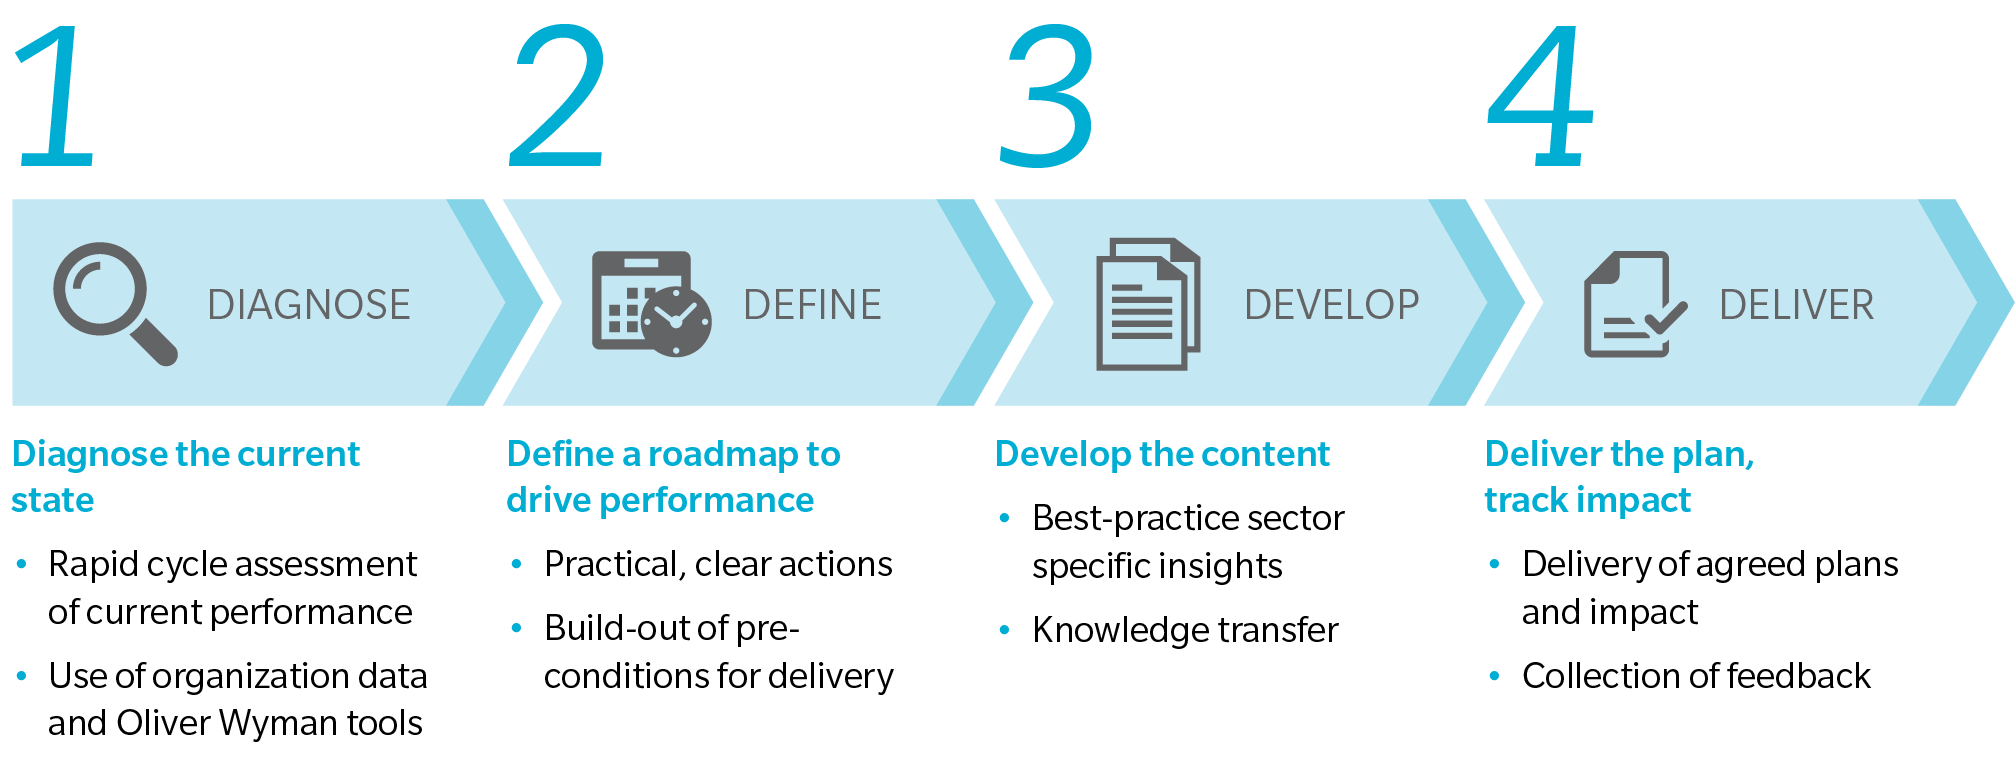 1
2
3
4
DIAGNOSE
DEFINE
DEVELOP
DELIVER
Diagnose the current
state
• Rapid cycle assessment
of current performance
• Use of organization data
and Oliver Wyman tools
Define a roadmap to
drive performance
• Practical, clear actions
• Build-out of pre-
conditions for delivery
Develop the content
• Best-practice sector
specific insights
• Knowledge transfer
Deliver the plan,
track impact
• Delivery of agreed plans
and impact
• Collection of feedback